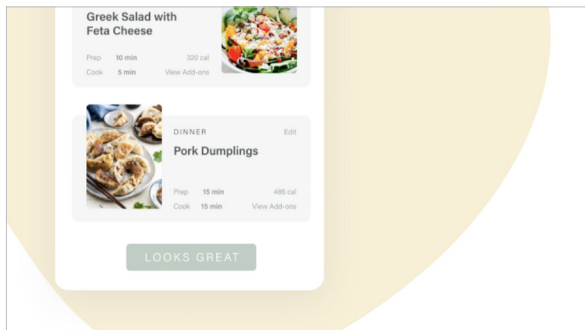 Greek Salad with
Feta Cheese
Prep 10 min 320 cal
Cook 5 min View Add-ons
DINNER Edit
Pork Dumplings
Prep 15 min 486 cal
Cook 15 min View Add-ons
LOOKS GREAT